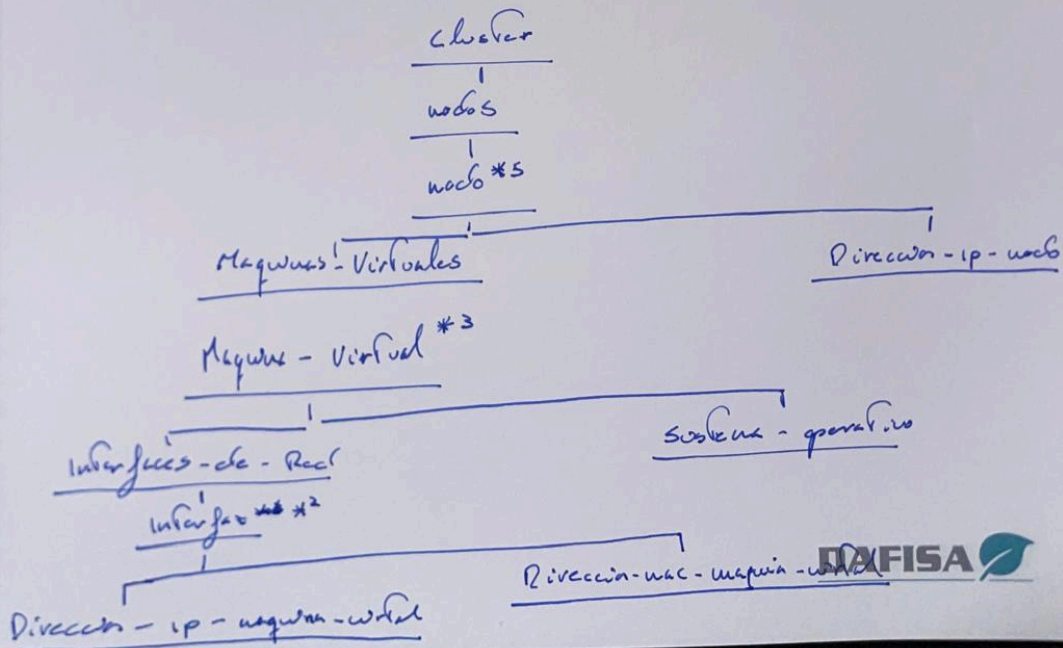 Cluster
nodos
nodo *5
Maquinas-Virtuales
Direccion-ip-nodo
Maquina-Virtual *3
Interfaces-de-Red
Sistema-operativo
Interfaz *2
Direccion-ip-maquina-virtual
Direccion-mac-maquina-virtual
DAFISA